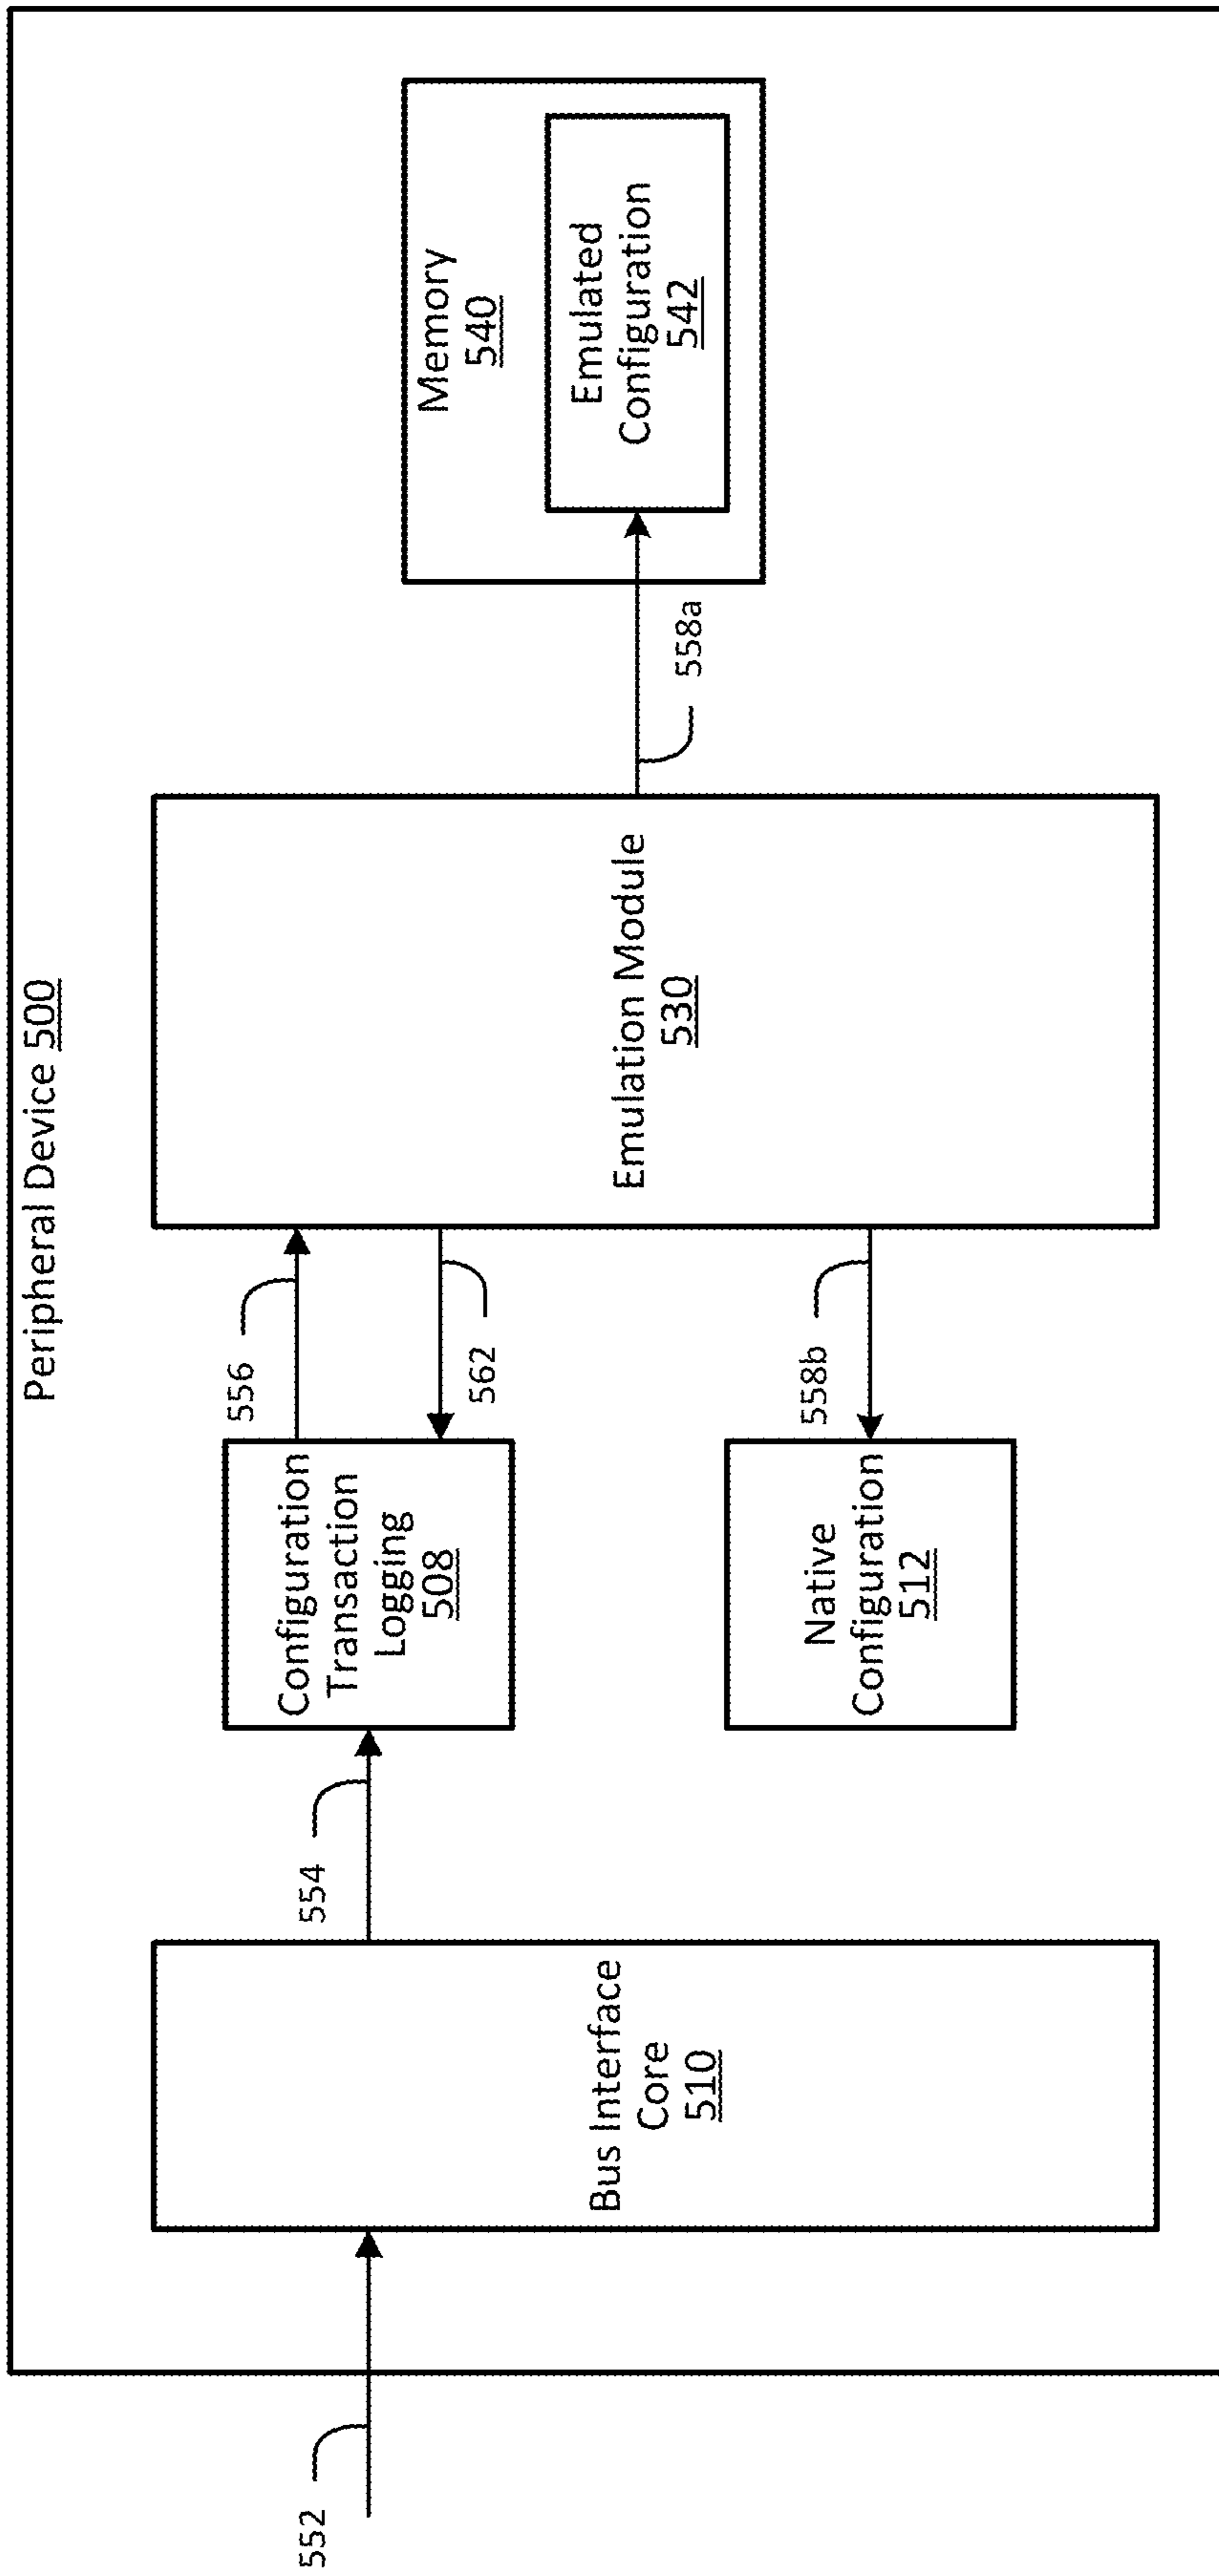 Peripheral Device 500
552
Bus Interface
Core
510
554
Configuration
Transaction
Logging
508
556
562
Native
Configuration
512
558b
Emulation Module
530
558a
Memory
540
Emulated
Configuration
542